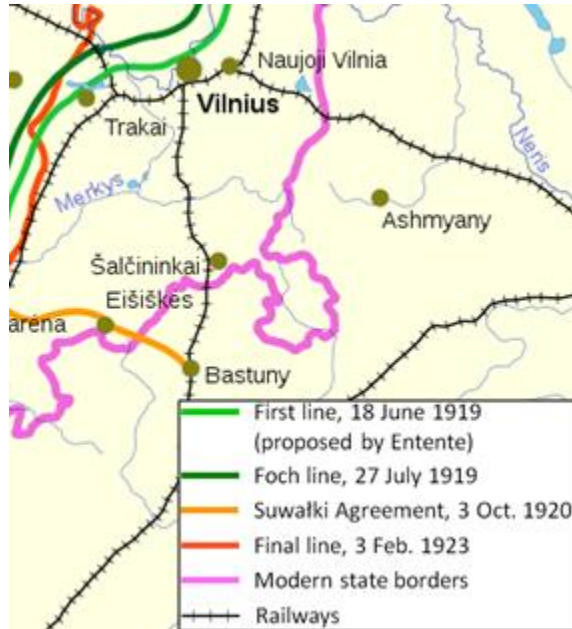 Naujoji Vilnia
Vilnius
Trakai
Neris
Merkys
Ashmyany
Šalčininkai
Eišiškės
arėna
Bastuny
First line, 18 June 1919
(proposed by Entente)
Foch line, 27 July 1919
Suwałki Agreement, 3 Oct. 1920
Final line, 3 Feb. 1923
Modern state borders
Railways